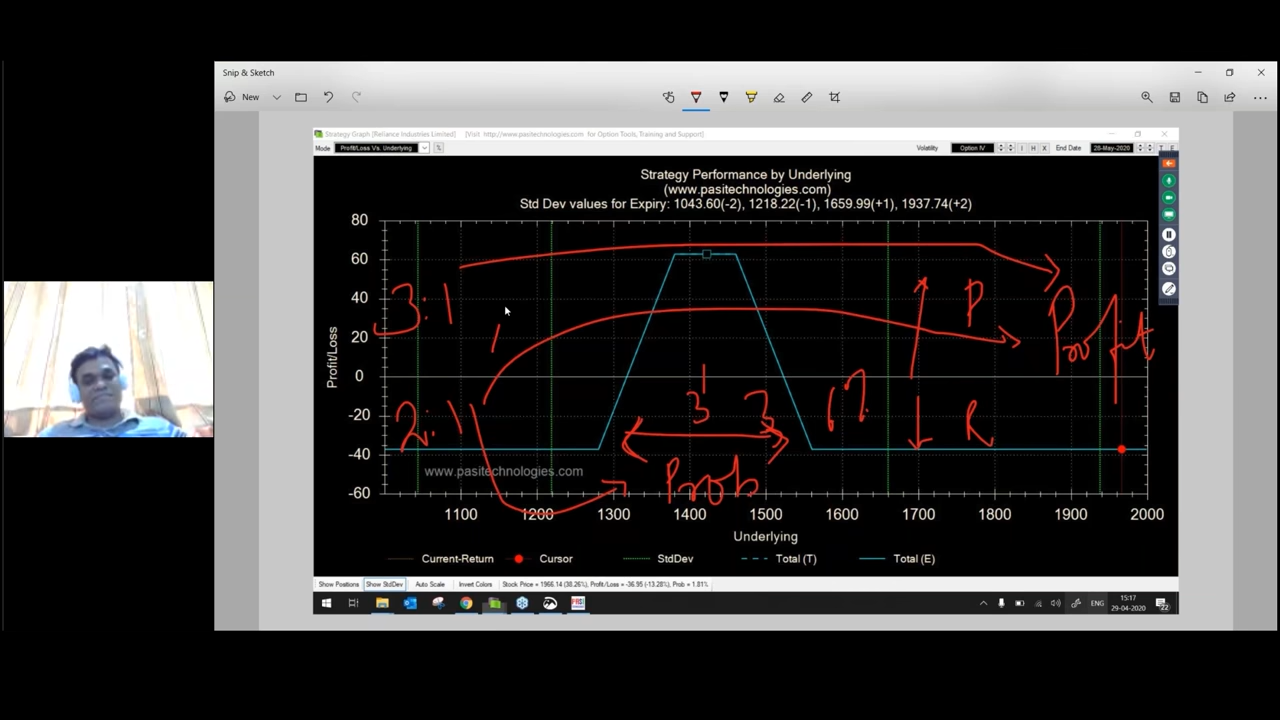 Snip & Sketch
New
Strategy Graph [Reliance Industries Limited] [Visit http://www.pasitechnologies.com for Option Tools, Training and Support]
Mode Profit/Loss Vs. Underlying % Volatility Option IV I H X End Date 28-May-2020 T E
Strategy Performance by Underlying
(www.pasitechnologies.com)
Std Dev values for Expiry: 1043.60(-2), 1218.22(-1), 1659.99(+1), 1937.74(+2)
80
60
40
20
0
-20
-40
-60
Profit/Loss
3:1
P
Profit
1
3 3
2:1
R
Prob
www.pasitechnologies.com
1100 1200 1300 1400 1500 1600 1700 1800 1900 2000
Underlying
Current-Return Cursor StdDev Total (T) Total (E)
Show Positions Show StdDev Auto Scale Invert Colors Stock Price = 1966.14 (38.26%), Profit/Loss = -36.95 (-13.28%), Prob = 1.81%
ENG 15:17
29-04-2020 22